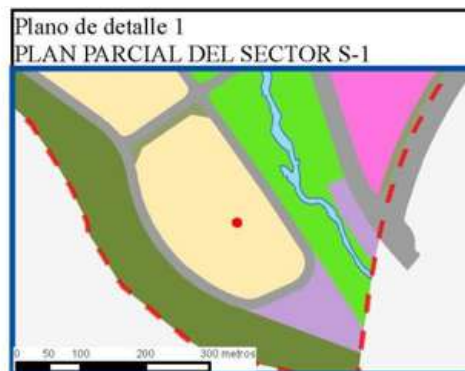 Plano de detalle 1
PLAN PARCIAL DEL SECTOR S-1
0 50 100 200 300 metros